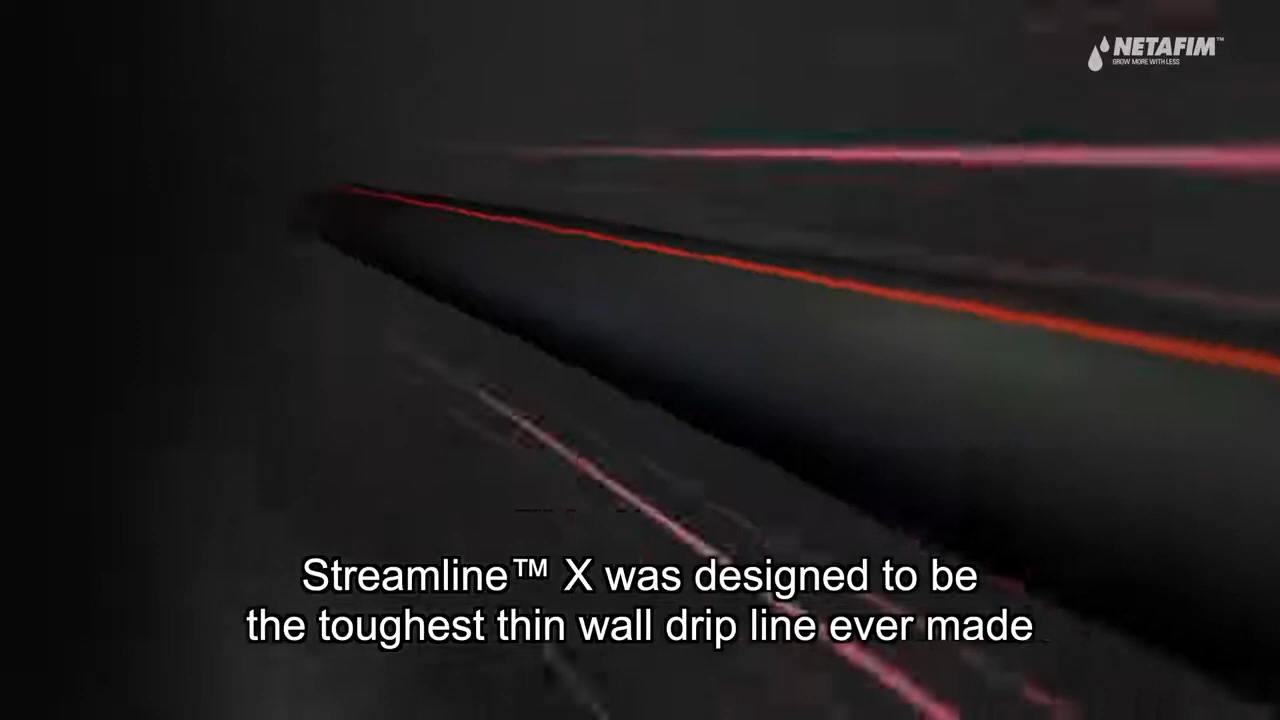 NETAFIM™
GROW MORE WITH LESS
Streamline™ X was designed to be
the toughest thin wall drip line ever made